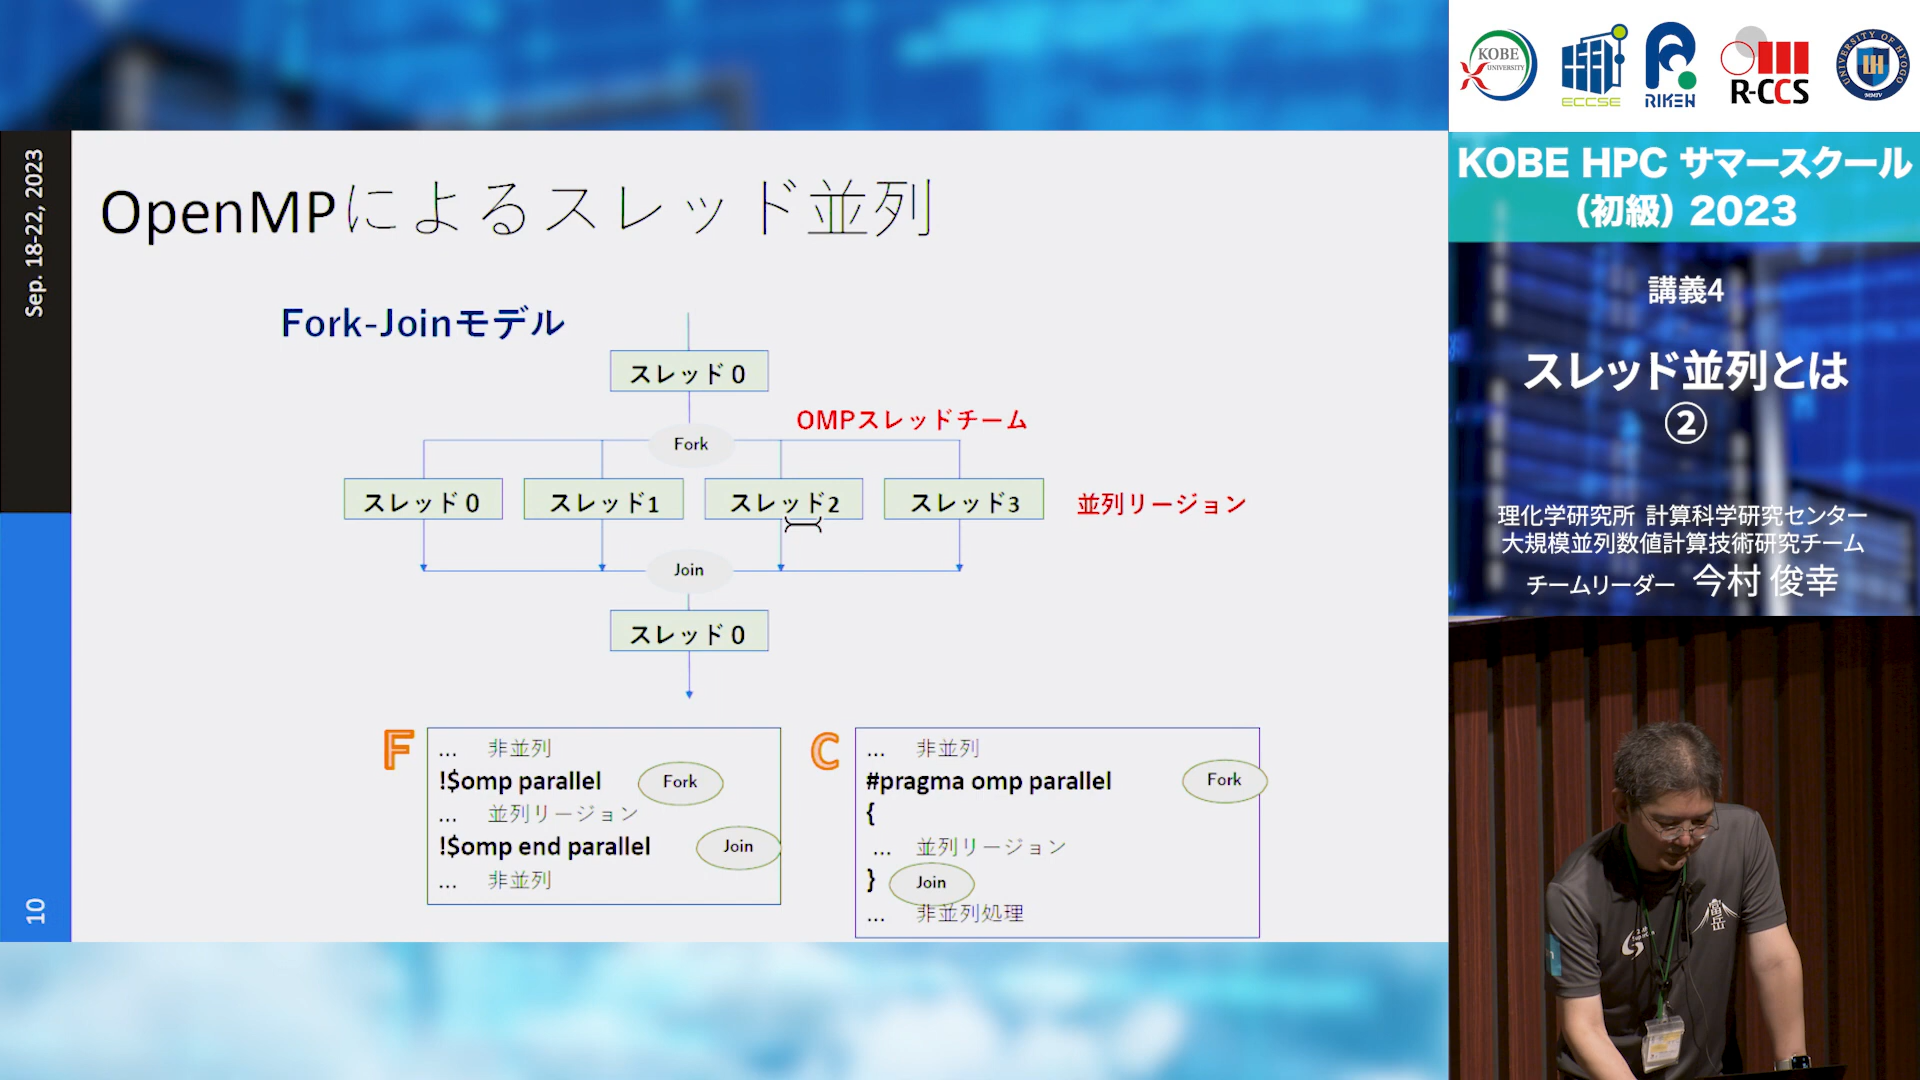 Sep. 18-22, 2023
10
OpenMPによるスレッド並列
Fork-Joinモデル
スレッド 0
OMPスレッドチーム
Fork
スレッド 0
スレッド1
スレッド2
スレッド3
並列リージョン
Join
スレッド 0
F
... 非並列
!$omp parallel Fork
... 並列リージョン
!$omp end parallel Join
... 非並列
C
... 非並列
#pragma omp parallel Fork
{
... 並列リージョン
} Join
... 非並列処理
KOBE
UNIVERSITY
ECCSE
RIKEN
R-CCS
UNIVERSITY OF HYOGO
KOBE HPC サマースクール
(初級) 2023
講義4
スレッド並列とは
②
理化学研究所 計算科学研究センター
大規模並列数値計算技術研究チーム
チームリーダー 今村 俊幸
富岳